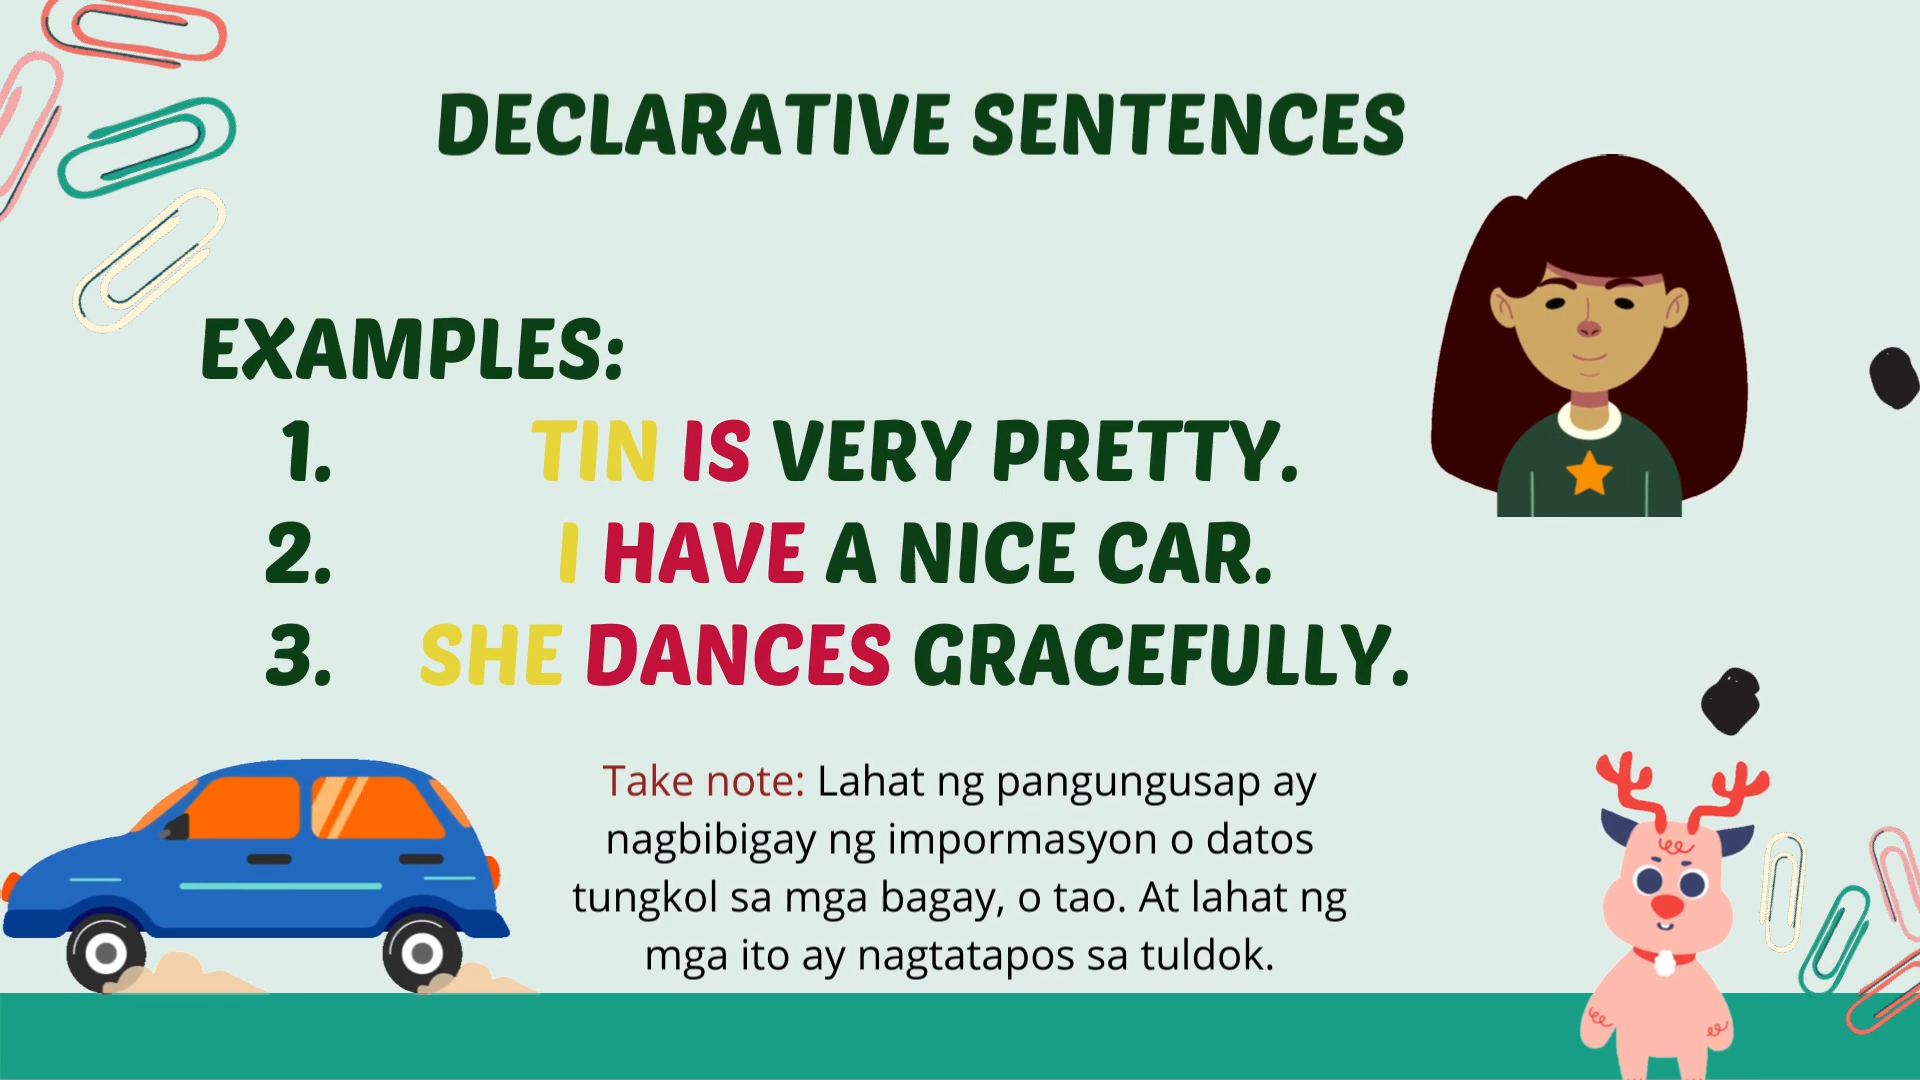 DECLARATIVE SENTENCES
EXAMPLES:
1. TIN IS VERY PRETTY.
2. I HAVE A NICE CAR.
3. SHE DANCES GRACEFULLY.
Take note: Lahat ng pangungusap ay
nagbibigay ng impormasyon o datos
tungkol sa mga bagay, o tao. At lahat ng
mga ito ay nagtatapos sa tuldok.